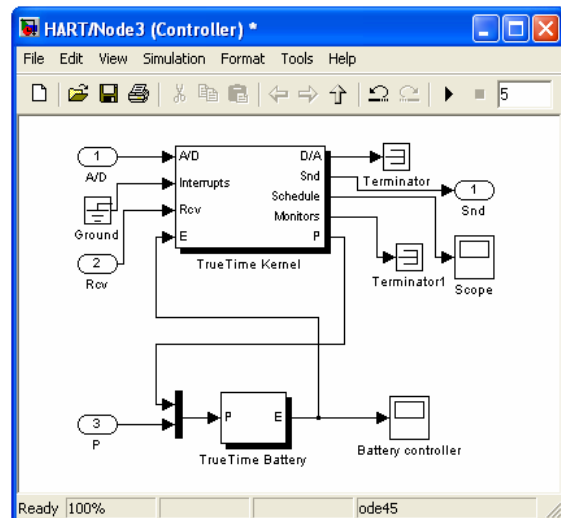 HART/Node3 (Controller) *
File Edit View Simulation Format Tools Help
5
1
A/D
Ground
2
Rcv
A/D
Interrupts
Rcv
E
D/A
Snd
Schedule
Monitors
P
TrueTime Kernel
Terminator
1
Snd
Terminator1
Scope
3
P
P E
TrueTime Battery
Battery controller
Ready 100% ode45